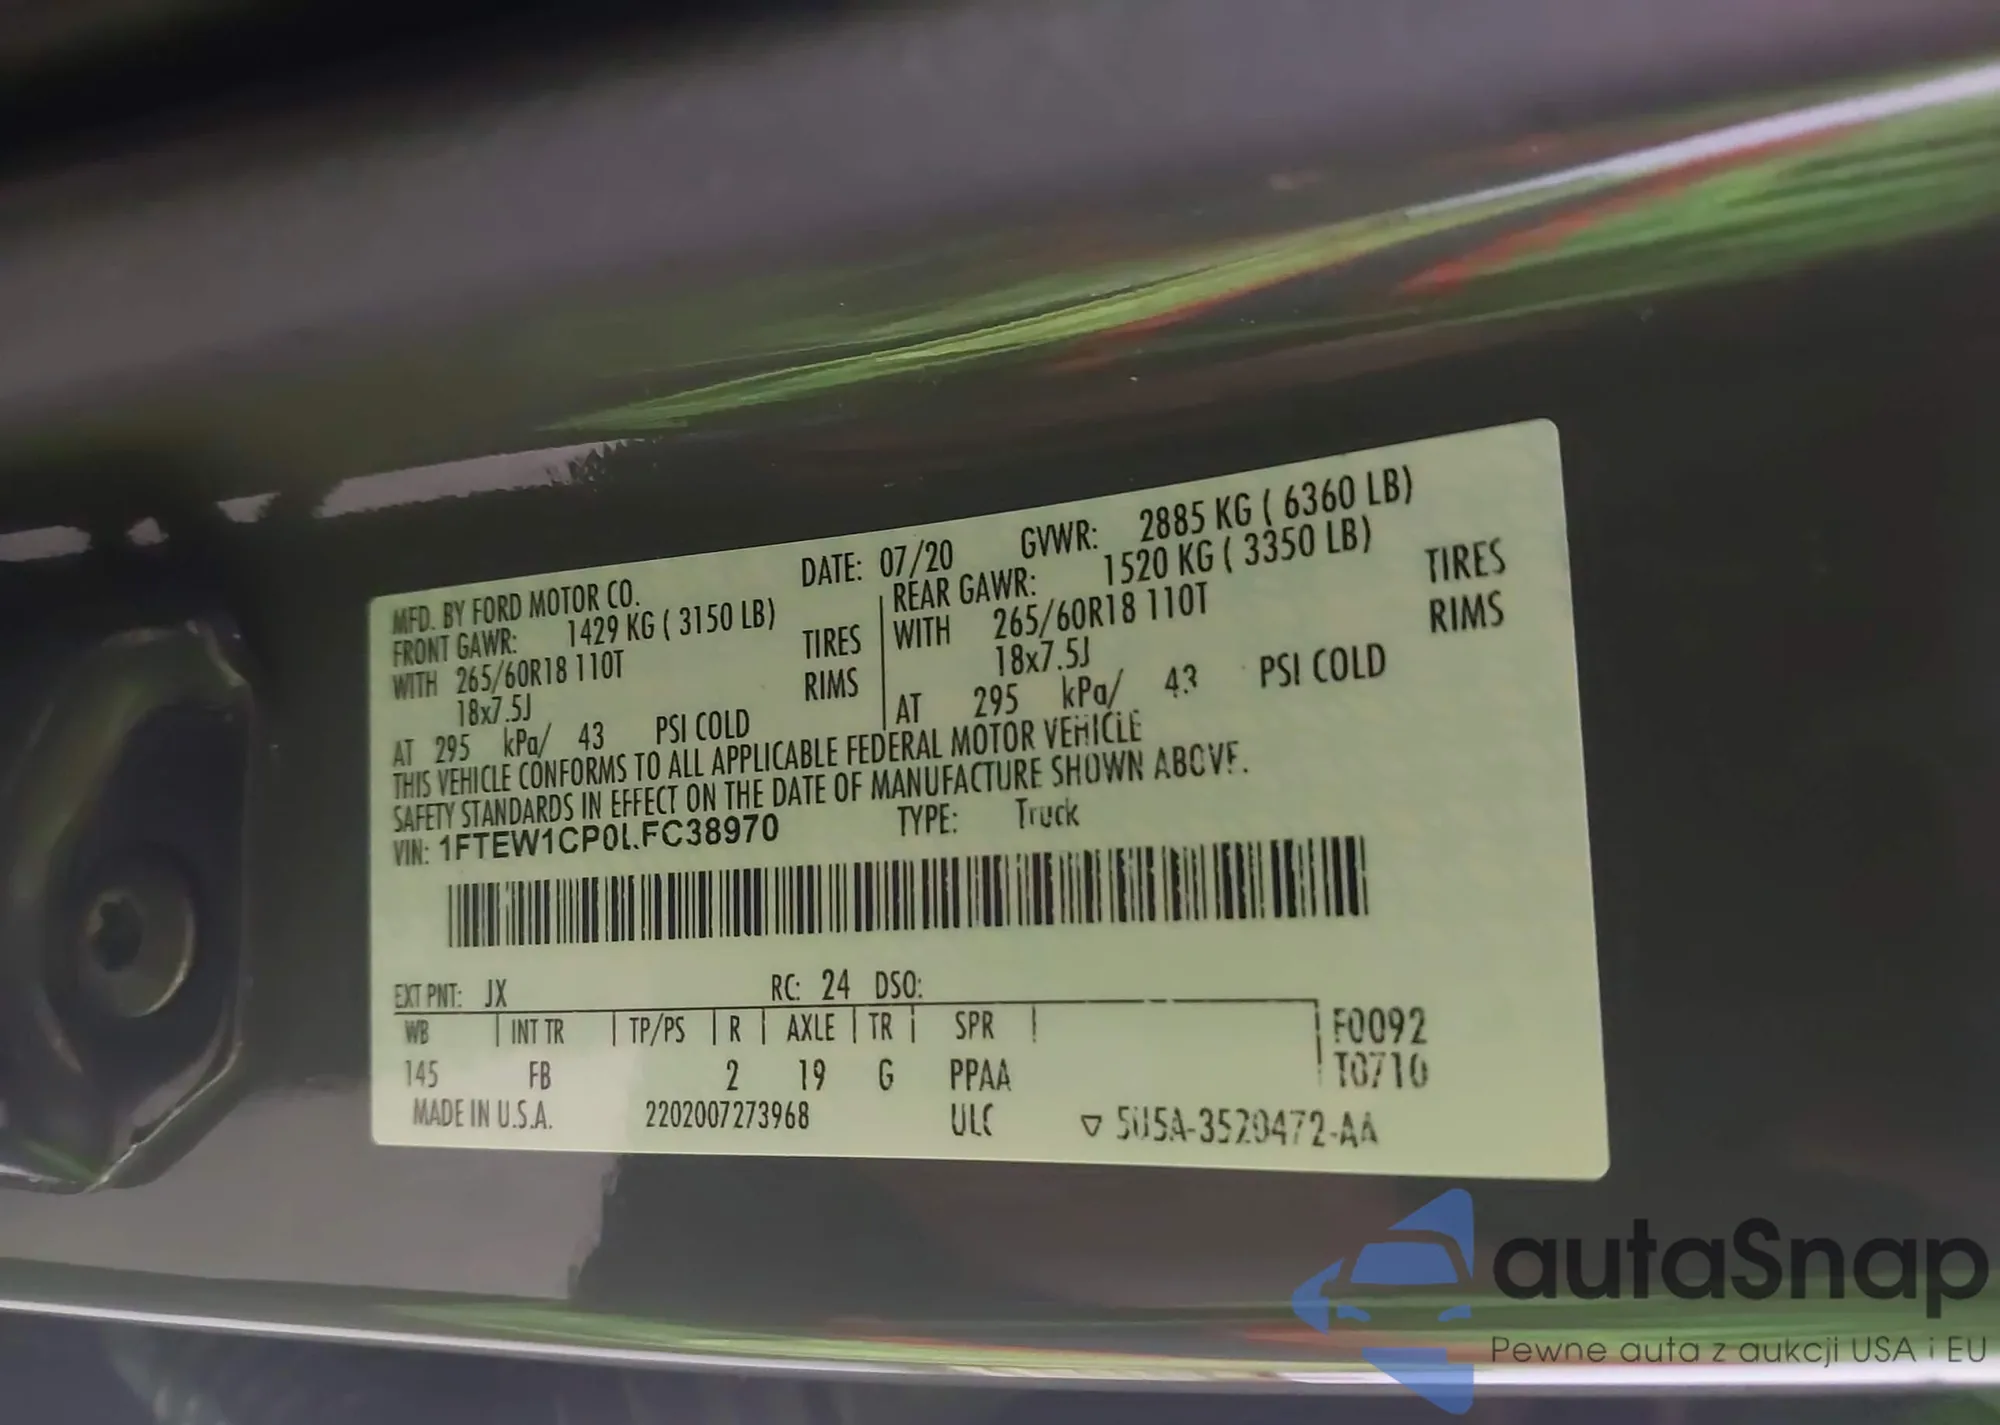 MFD. BY FORD MOTOR CO. DATE: 07/20 GVWR: 2885 KG ( 6360 LB)
FRONT GAWR: 1429 KG ( 3150 LB) REAR GAWR: 1520 KG ( 3350 LB)
WITH 265/60R18 110T TIRES WITH 265/60R18 110T TIRES
18x7.5J RIMS 18x7.5J RIMS
AT 295 kPa/ 43 PSI COLD AT 295 kPa/ 43 PSI COLD
THIS VEHICLE CONFORMS TO ALL APPLICABLE FEDERAL MOTOR VEHICLE
SAFETY STANDARDS IN EFFECT ON THE DATE OF MANUFACTURE SHOWN ABOVE.
VIN: 1FTEW1CP0LFC38970 TYPE: Truck
EXT PNT: JX RC: 24 DSO:
WB INT TR TP/PS R AXLE TR SPR F0092
145 FB 2 19 G PPAA T0710
MADE IN U.S.A. 2202007273968 ULC ▽ 5U5A-3520472-AA
autaSnap
Pewne auta z aukcji USA i EU